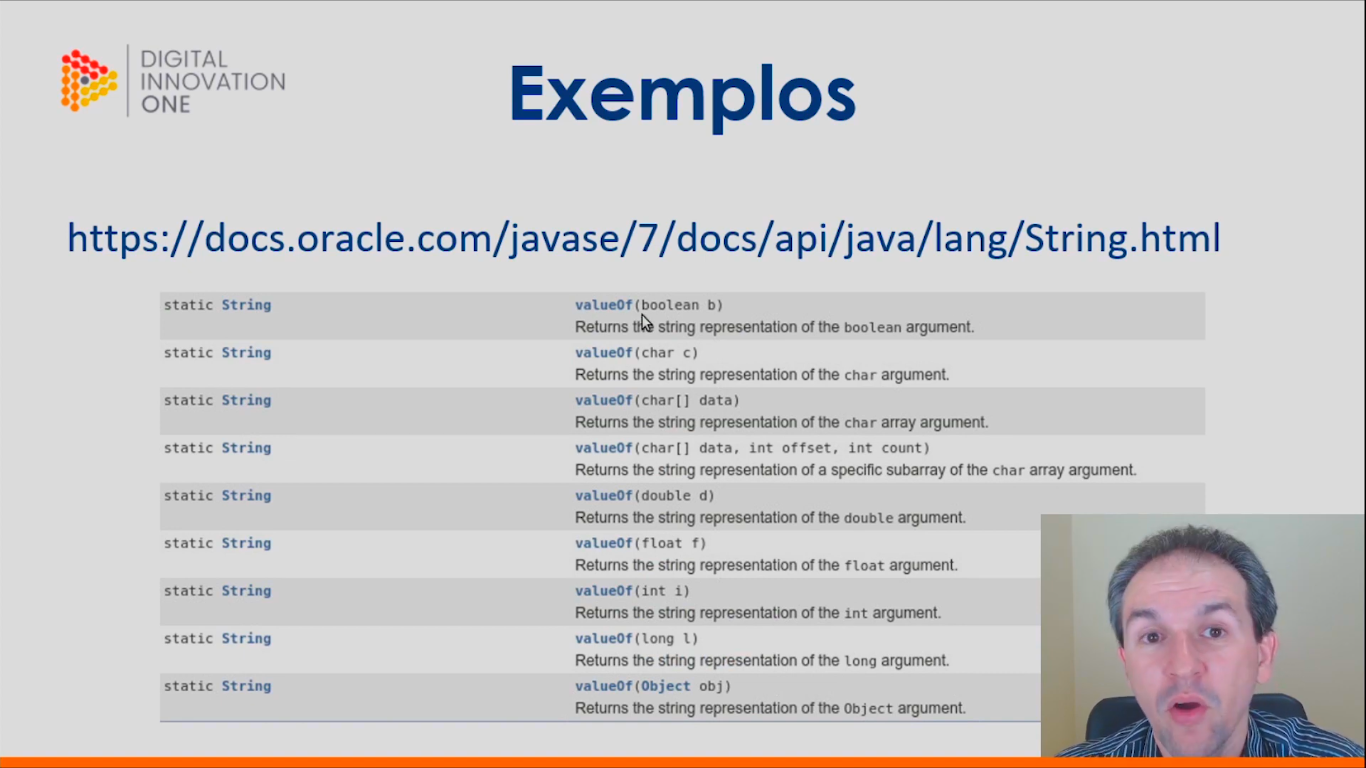 DIGITAL
INNOVATION
ONE
Exemplos
https://docs.oracle.com/javase/7/docs/api/java/lang/String.html
static String valueOf(boolean b)
Returns the string representation of the boolean argument.
static String valueOf(char c)
Returns the string representation of the char argument.
static String valueOf(char[] data)
Returns the string representation of the char array argument.
static String valueOf(char[] data, int offset, int count)
Returns the string representation of a specific subarray of the char array argument.
static String valueOf(double d)
Returns the string representation of the double argument.
static String valueOf(float f)
Returns the string representation of the float argument.
static String valueOf(int i)
Returns the string representation of the int argument.
static String valueOf(long l)
Returns the string representation of the long argument.
static String valueOf(Object obj)
Returns the string representation of the Object argument.